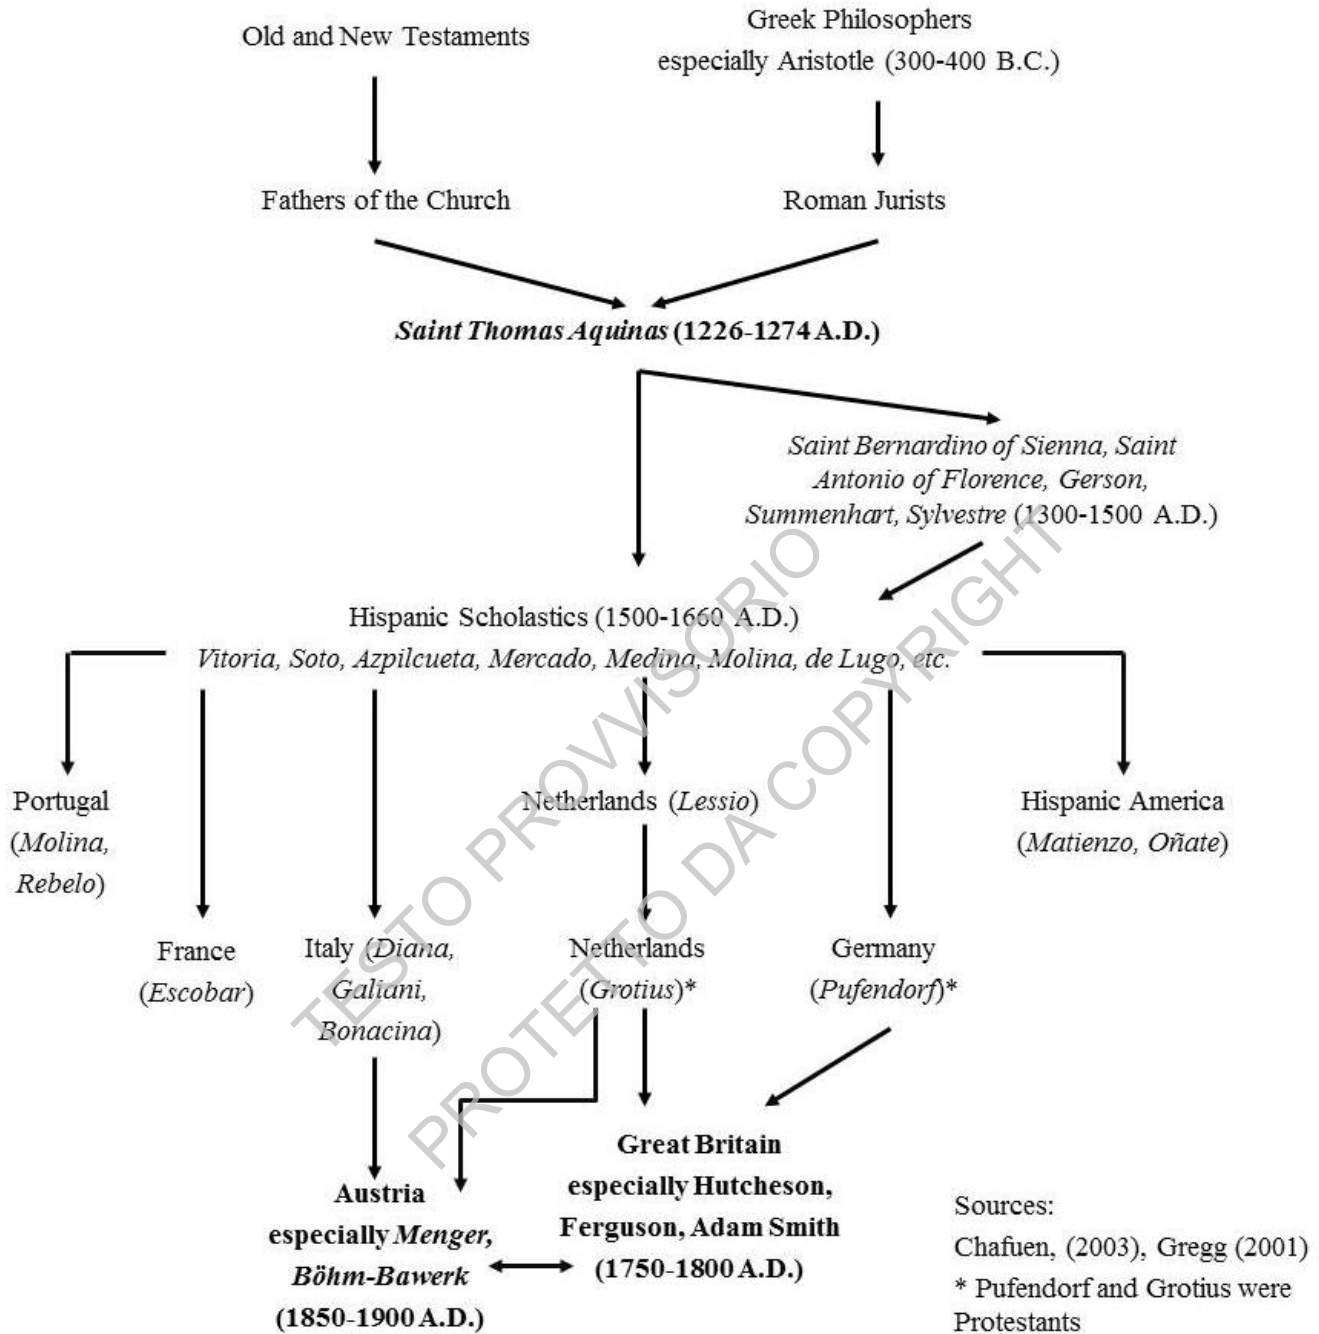 Old and New Testaments
Greek Philosophers
especially Aristotle (300-400 B.C.)
Fathers of the Church
Roman Jurists
Saint Thomas Aquinas (1226-1274 A.D.)
Saint Bernardino of Sienna, Saint
Antonio of Florence, Gerson,
Summenhart, Sylvestre (1300-1500 A.D.)
Hispanic Scholastics (1500-1660 A.D.)
Vitoria, Soto, Azpilcueta, Mercado, Medina, Molina, de Lugo, etc.
Portugal
(Molina,
Rebelo)
Netherlands (Lessio)
Hispanic America
(Matienzo, Oñate)
France
(Escobar)
Italy (Diana,
Galiani,
Bonacina)
Netherlands
(Grotius)*
Germany
(Pufendorf)*
Austria
especially Menger,
Böhm-Bawerk
(1850-1900 A.D.)
Great Britain
especially Hutcheson,
Ferguson, Adam Smith
(1750-1800 A.D.)
Sources:
Chafuen, (2003), Gregg (2001)
* Pufendorf and Grotius were
Protestants
TESTO PROVVISORIO
PROTETTO DA COPYRIGHT